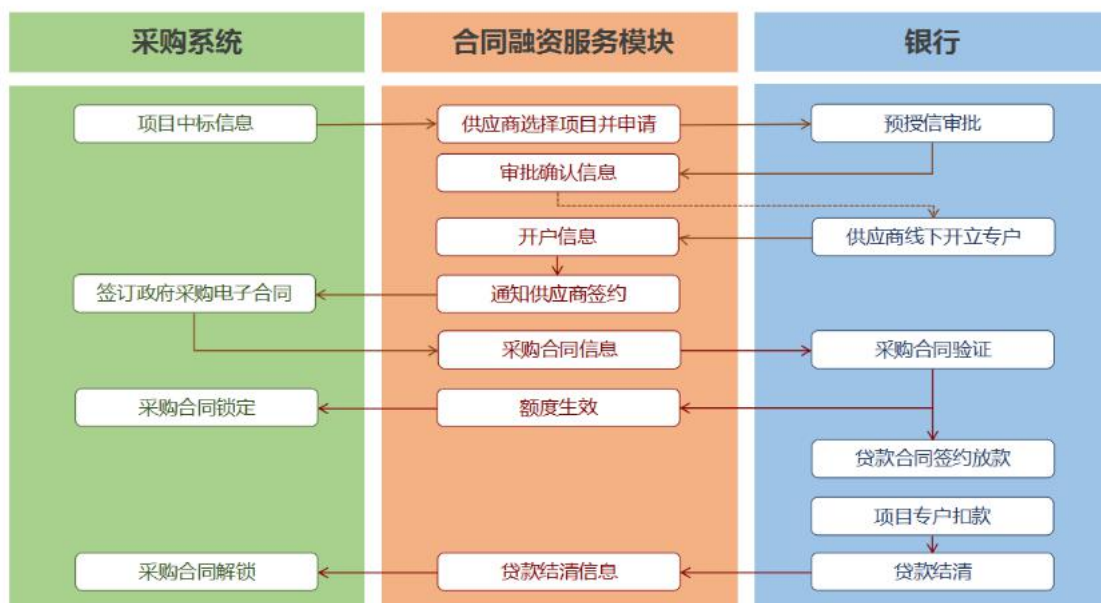 采购系统
合同融资服务模块
银行
项目中标信息
供应商选择项目并申请
预授信审批
审批确认信息
开户信息
供应商线下开立专户
签订政府采购电子合同
通知供应商签约
采购合同信息
采购合同验证
采购合同锁定
额度生效
贷款合同签约放款
项目专户扣款
采购合同解锁
贷款结清信息
贷款结清